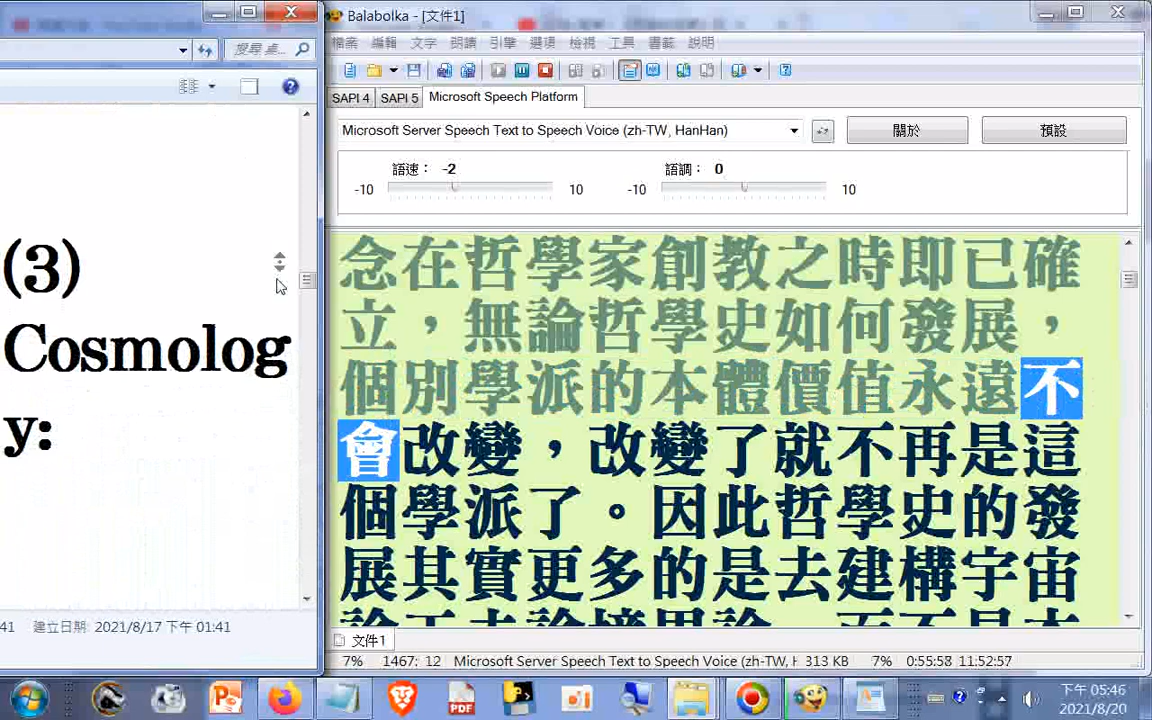 Balabolka - [文件1]
搜尋 桌...
檔案 編輯 文字 朗讀 引擎 選項 檢視 工具 書籤 說明
SAPI 4 SAPI 5 Microsoft Speech Platform
Microsoft Server Speech Text to Speech Voice (zh-TW, HanHan)
關於
預設
語速： -2
語調： 0
-10 10 -10 10
(3)
Cosmolog
y:
念在哲學家創教之時即已確
立，無論哲學史如何發展，
個別學派的本體價值永遠不
會改變，改變了就不再是這
個學派了。因此哲學史的發
展其實更多的是去建構宇宙
41 建立日期: 2021/8/17 下午 01:41
文件1
7% 1467: 12 Microsoft Server Speech Text to Speech Voice (zh-TW, H 313 KB 7% 0:55:58 11:52:57
PDF
下午 05:46
2021/8/20